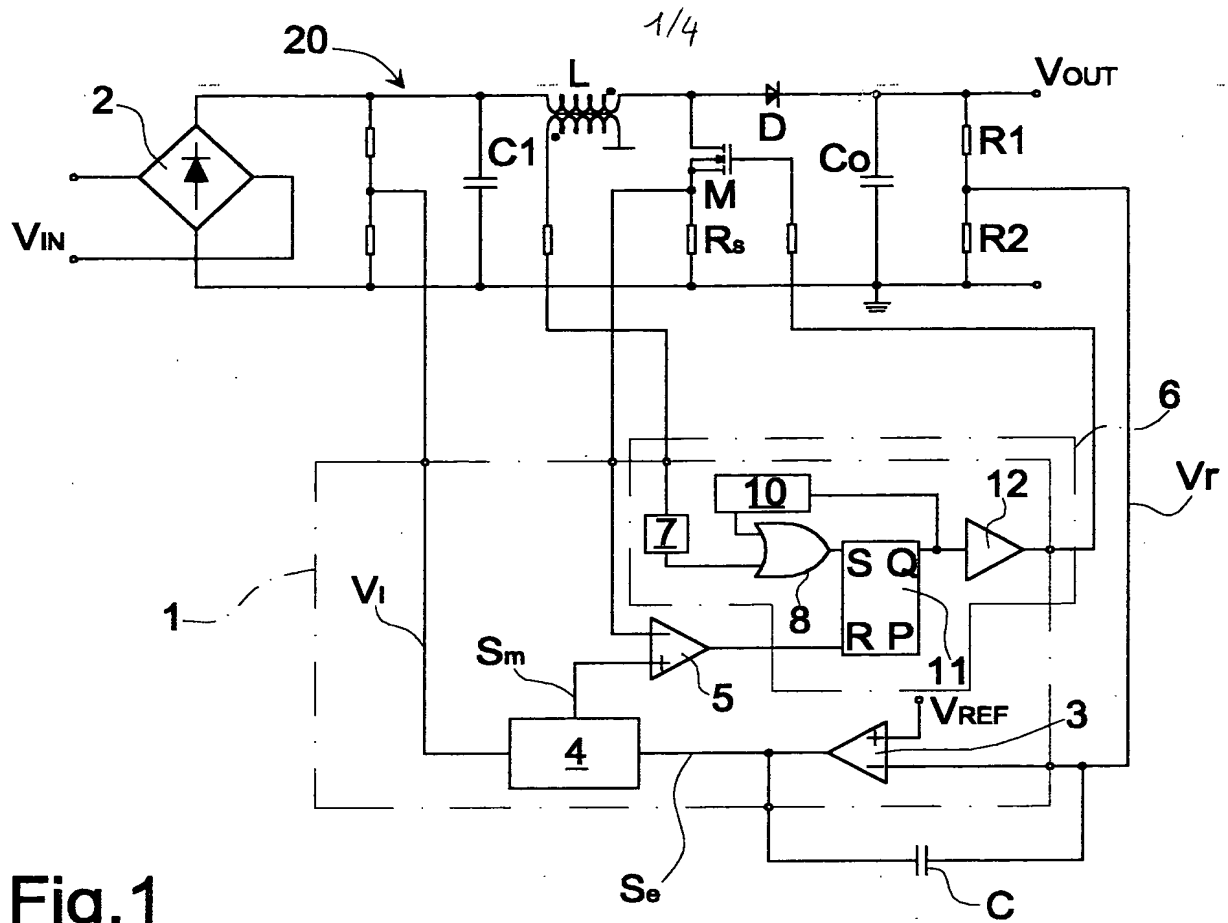 1/4
20
L
VOUT
2
D
R1
C1
Co
M
VIN
Rs
R2
6
10
12
Vr
7
S Q
8
VI
1
R P
Sm
5
11
VREF
3
4
Se
C
Fig.1